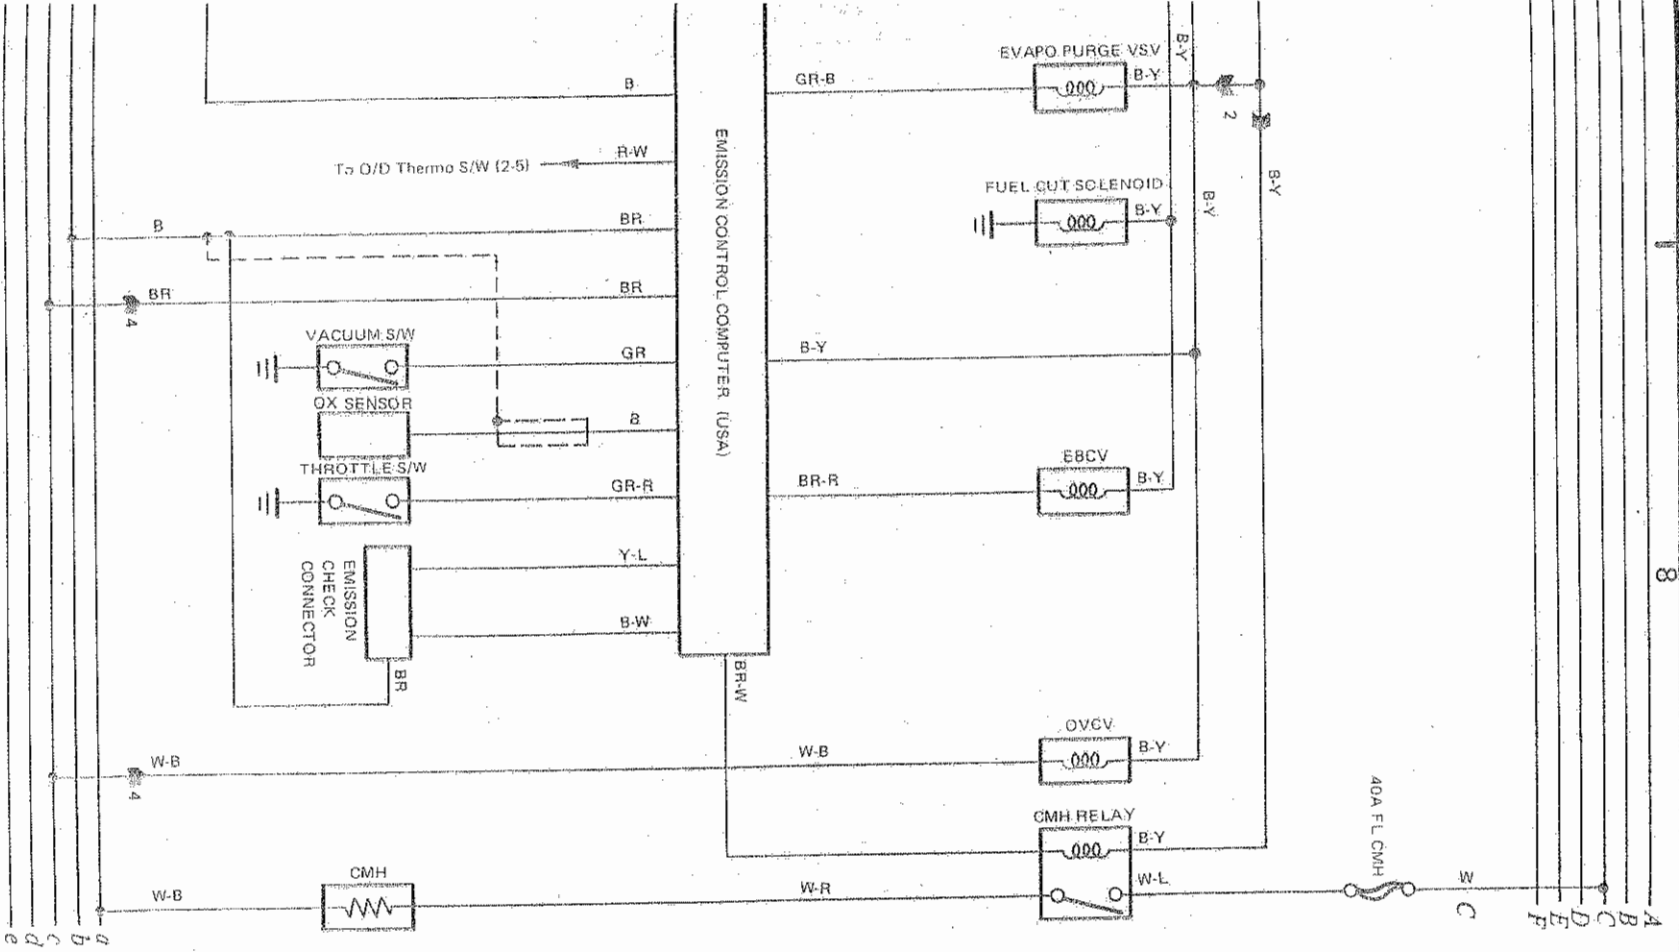 EVAPO PURGE VSV
B-Y
B-Y
B
GR-B
2
EMISSION CONTROL COMPUTER (USA)
R-W
To O/D Thermo S/W (2-5)
FUEL CUT SOLENOID
B-Y
B-Y
B-Y
B
BR
1
BR
4
BR
VACUUM S/W
GR
B-Y
OX SENSOR
B
THROTTLE S/W
GR-R
BR-R
EBCV
B-Y
Y-L
EMISSION
CHECK
CONNECTOR
8
B-W
BR
BR-W
OVCV
W-B
W-B
B-Y
4
CMH RELAY
B-Y
40A FL CMH
CMH
W-B
W-R
W-L
W
C
F
E
D
C
B
A
e
d
c
b
a